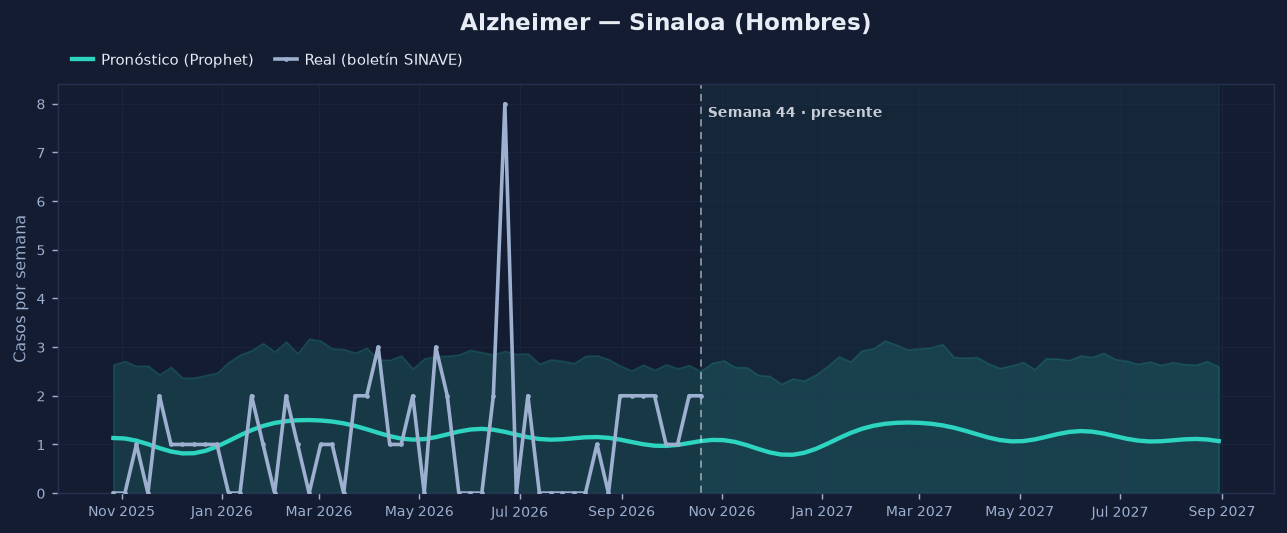 Alzheimer — Sinaloa (Hombres)
Pronóstico (Prophet)
Real (boletín SINAVE)
Semana 44 · presente
Casos por semana
8
7
6
5
4
3
2
1
0
Nov 2025
Jan 2026
Mar 2026
May 2026
Jul 2026
Sep 2026
Nov 2026
Jan 2027
Mar 2027
May 2027
Jul 2027
Sep 2027